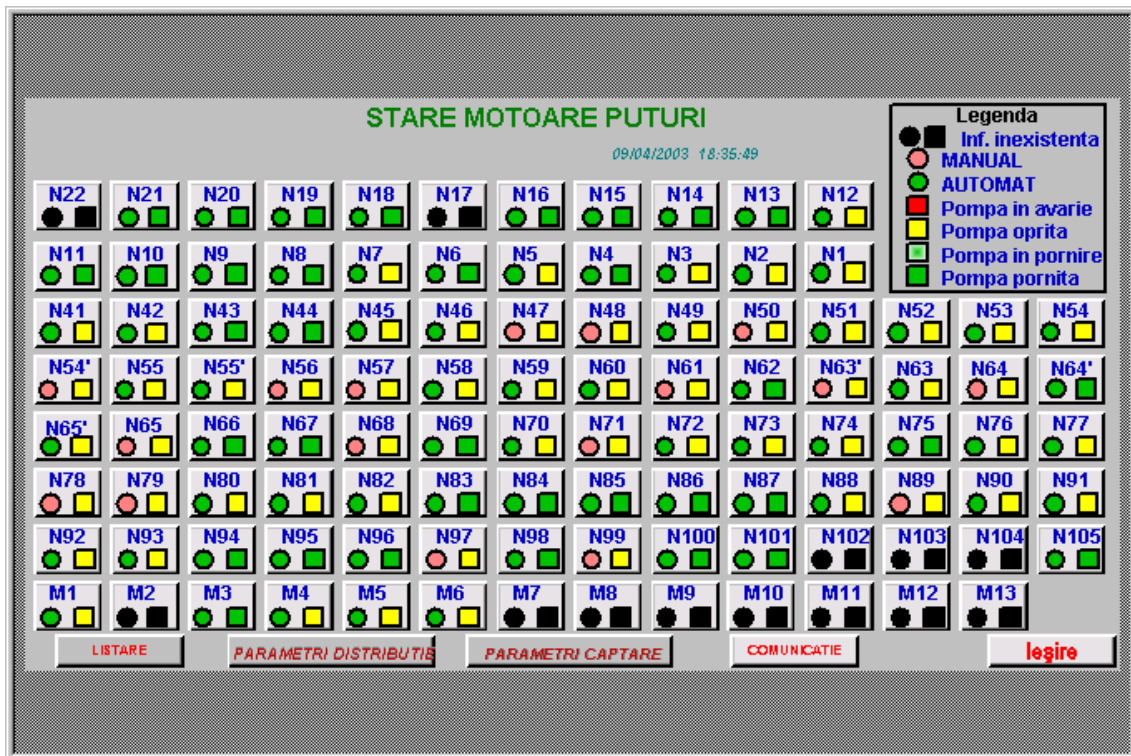 STARE MOTOARE PUTURI
09/04/2003 18:35:49
Legenda
Inf. inexistenta
MANUAL
AUTOMAT
Pompa in avarie
Pompa oprita
Pompa in pornire
Pompa pornita
N22 N21 N20 N19 N18 N17 N16 N15 N14 N13 N12
N11 N10 N9 N8 N7 N6 N5 N4 N3 N2 N1
N41 N42 N43 N44 N45 N46 N47 N48 N49 N50 N51 N52 N53 N54
N54' N55 N55' N56 N57 N58 N59 N60 N61 N62 N63' N63 N64 N64'
N65' N65 N66 N67 N68 N69 N70 N71 N72 N73 N74 N75 N76 N77
N78 N79 N80 N81 N82 N83 N84 N85 N86 N87 N88 N89 N90 N91
N92 N93 N94 N95 N96 N97 N98 N99 N100 N101 N102 N103 N104 N105
M1 M2 M3 M4 M5 M6 M7 M8 M9 M10 M11 M12 M13
LISTARE PARAMETRI DISTRIBUTIE PARAMETRI CAPTARE COMUNICATIE Ieşire